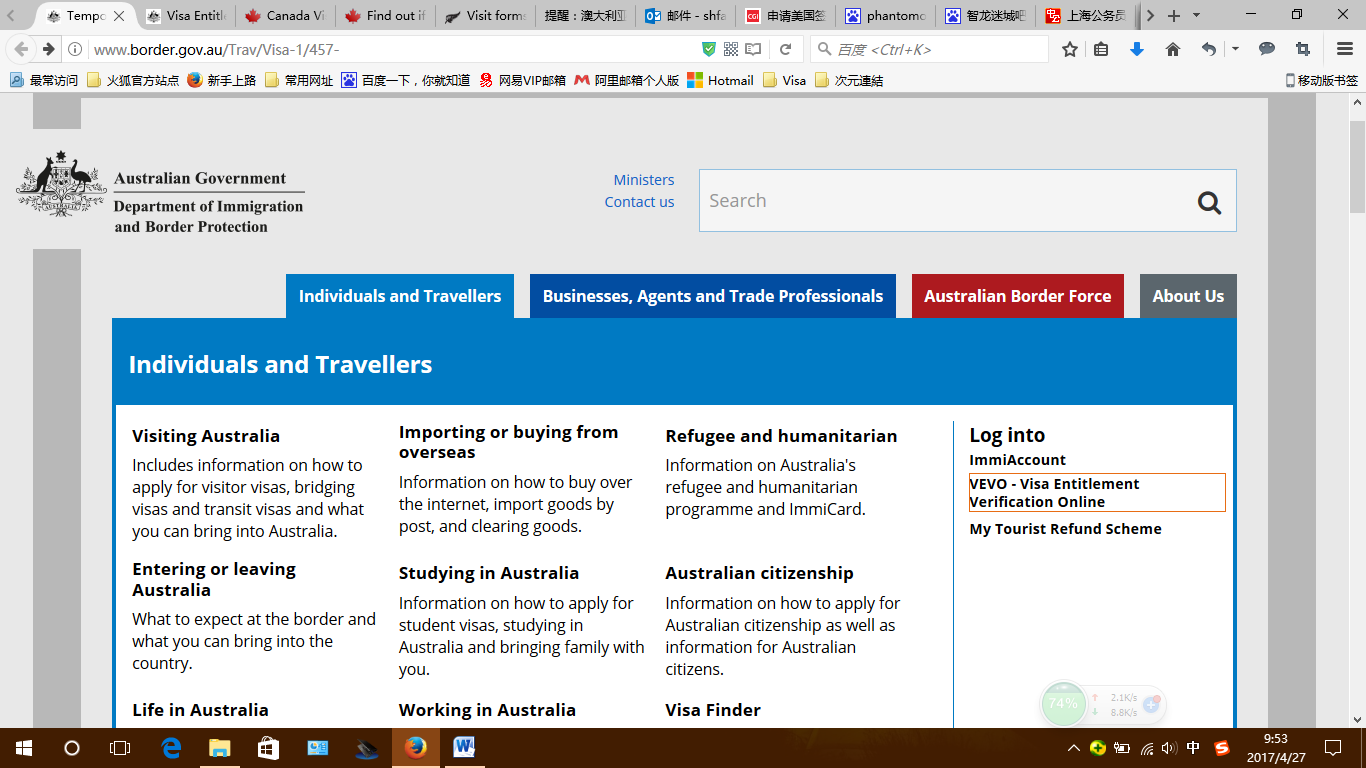 Tempo
Visa Entitl
Canada Vi
Find out if
Visit forms
提醒：澳大利亚
邮件 - shfa
申请美国签
phantomo
智龙迷城吧
上海公务员
www.border.gov.au/Trav/Visa-1/457-
百度 <Ctrl+K>
最常访问
火狐官方站点
新手上路
常用网址
百度一下，你就知道
网易VIP邮箱
阿里邮箱个人版
Hotmail
Visa
次元連結
移动版书签
Australian Government
Department of Immigration
and Border Protection
Ministers
Contact us
Search
Individuals and Travellers
Businesses, Agents and Trade Professionals
Australian Border Force
About Us
Individuals and Travellers
Visiting Australia
Includes information on how to
apply for visitor visas, bridging
visas and transit visas and what
you can bring into Australia.
Importing or buying from
overseas
Information on how to buy over
the internet, import goods by
post, and clearing goods.
Refugee and humanitarian
Information on Australia's
refugee and humanitarian
programme and ImmiCard.
Log into
ImmiAccount
VEVO - Visa Entitlement
Verification Online
My Tourist Refund Scheme
Entering or leaving
Australia
What to expect at the border and
what you can bring into the
country.
Studying in Australia
Information on how to apply for
student visas, studying in
Australia and bringing family with
you.
Australian citizenship
Information on how to apply for
Australian citizenship as well as
information for Australian
citizens.
Life in Australia
Working in Australia
Visa Finder
74%
2.1K/s
8.8K/s
中
9:53
2017/4/27